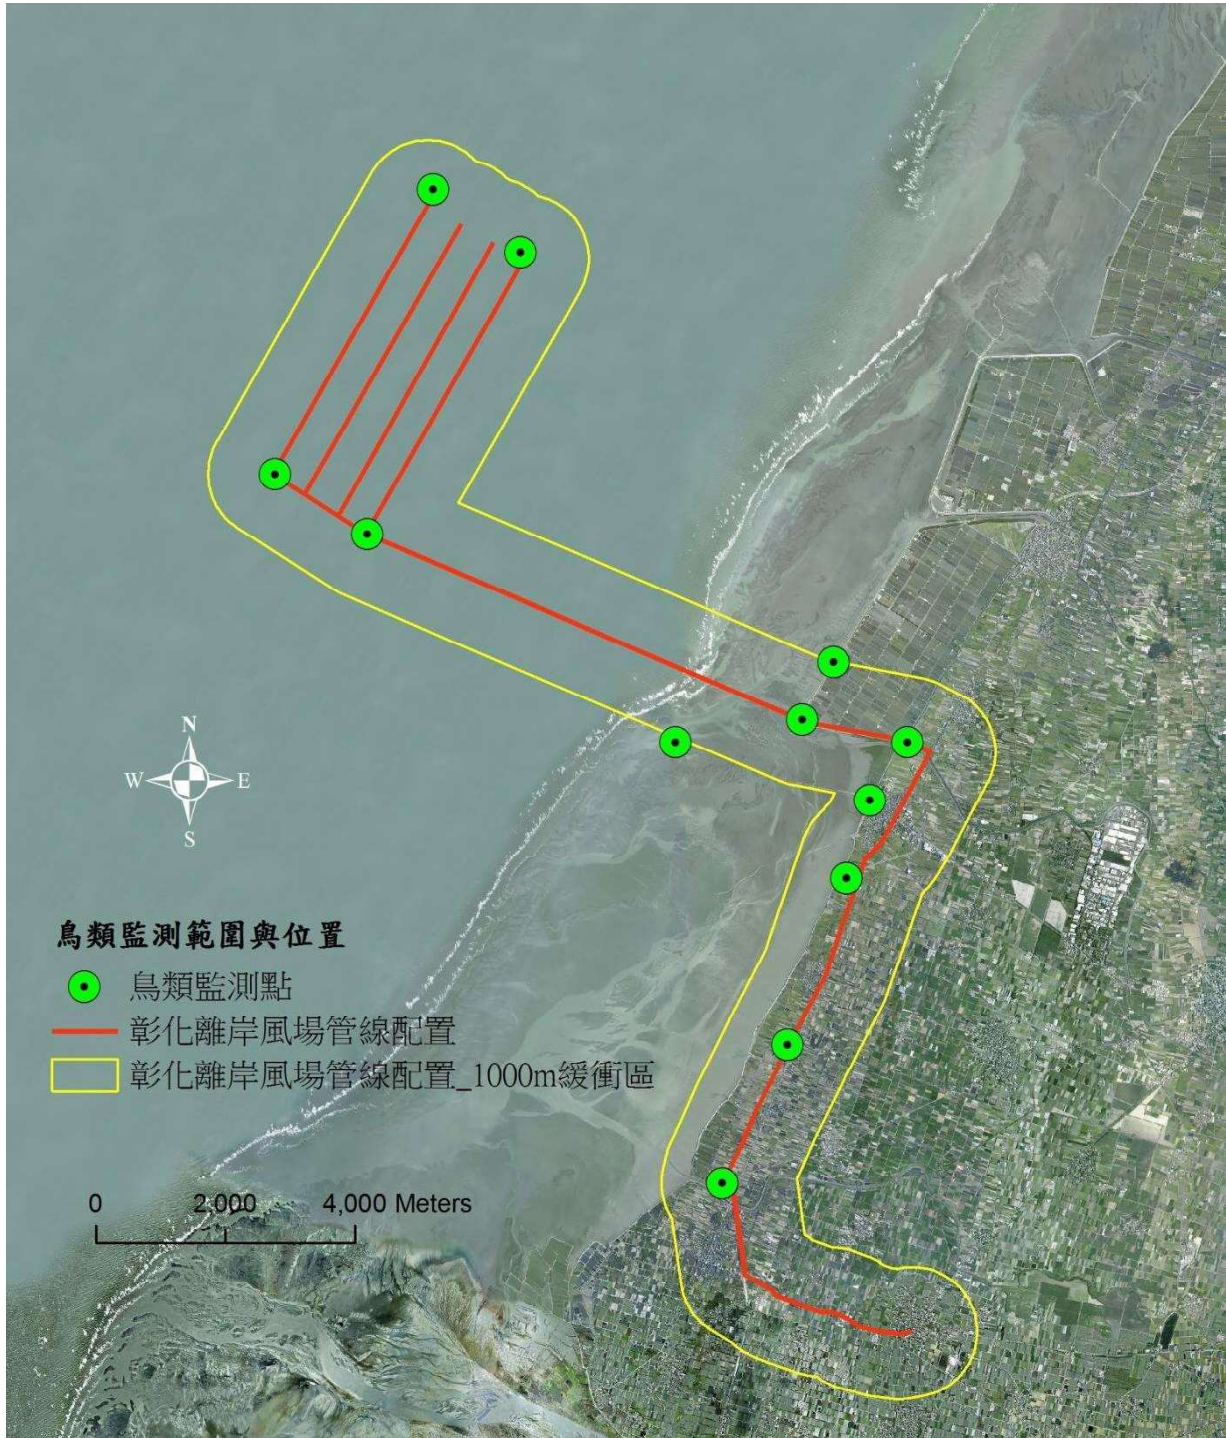 N
W E
S
鳥類監測範圍與位置
鳥類監測點
彰化離岸風場管線配置
彰化離岸風場管線配置_1000m緩衝區
0 2,000 4,000 Meters